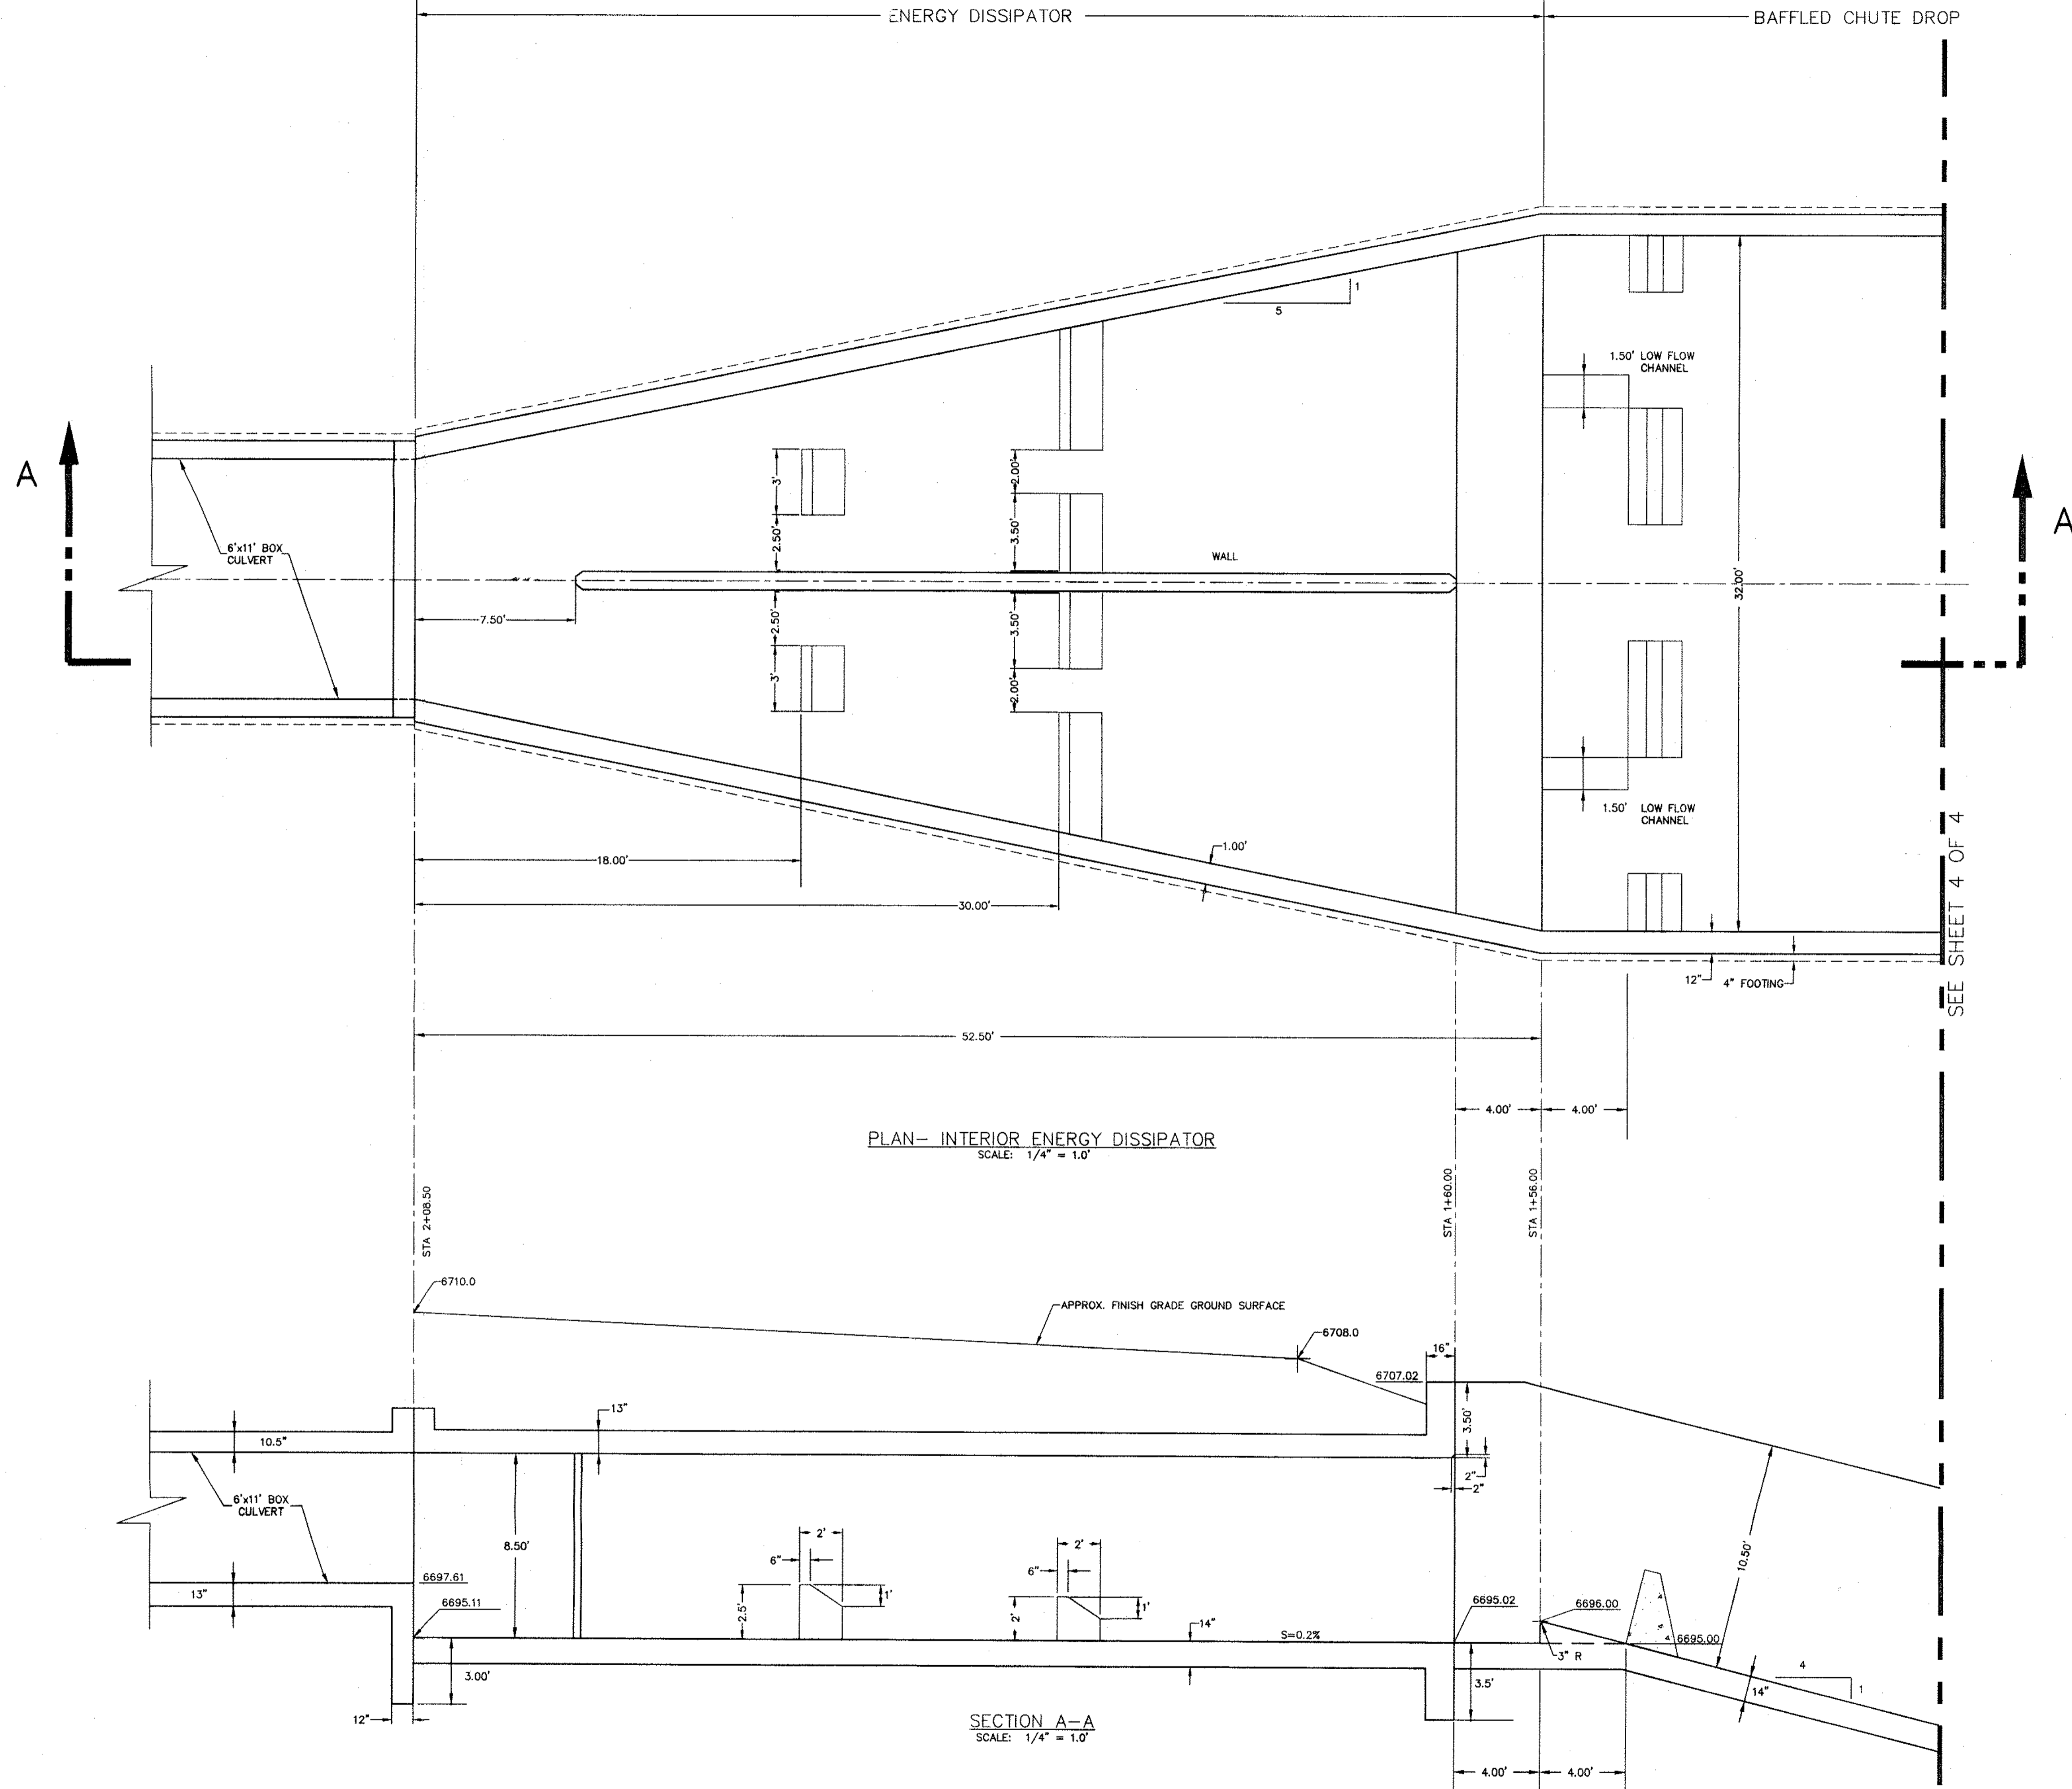 ENERGY DISSIPATOR
BAFFLED CHUTE DROP
1
5
1.50' LOW FLOW
CHANNEL
A
A
3'
2.00'
6'x11' BOX
CULVERT
2.50'
3.50'
WALL
32.00'
7.50'
2.50'
3.50'
3'
2.00'
1.50' LOW FLOW
CHANNEL
18.00'
1.00'
30.00'
12"
4" FOOTING
SEE SHEET 4 OF 4
52.50'
4.00'
4.00'
PLAN- INTERIOR ENERGY DISSIPATOR
SCALE: 1/4" = 1.0'
STA 2+08.50
STA 1+60.00
STA 1+56.00
6710.0
APPROX. FINISH GRADE GROUND SURFACE
6708.0
16"
6707.02
13"
3.50'
10.5"
2"
2"
6'x11' BOX
CULVERT
8.50'
2'
2'
6"
6"
10.50'
6697.61
13"
2.5'
1'
2'
1'
6695.11
6695.02
6696.00
14"
S=0.2%
6695.00
3" R
3.00'
3.5'
4
1
14"
12"
SECTION A-A
SCALE: 1/4" = 1.0'
4.00'
4.00'